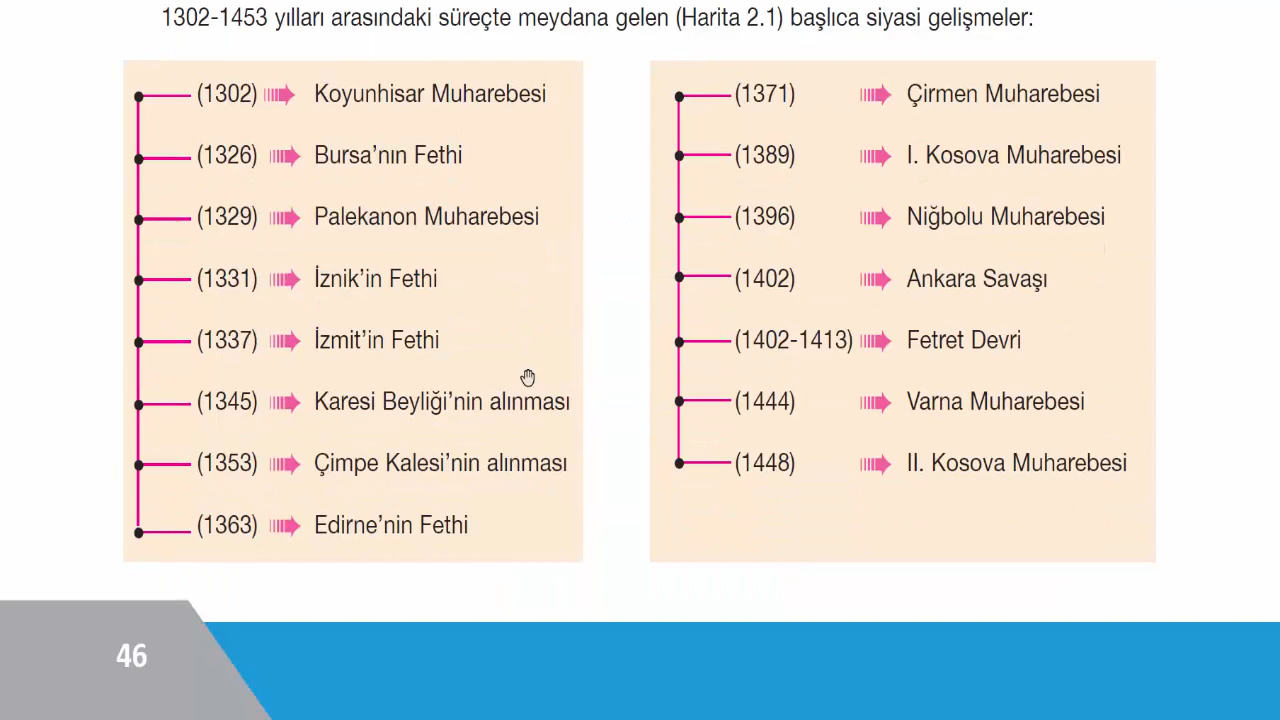 1302-1453 yılları arasındaki süreçte meydana gelen (Harita 2.1) başlıca siyasi gelişmeler:
(1302) Koyunhisar Muharebesi
(1326) Bursa’nın Fethi
(1329) Palekanon Muharebesi
(1331) İznik’in Fethi
(1337) İzmit’in Fethi
(1345) Karesi Beyliği’nin alınması
(1353) Çimpe Kalesi’nin alınması
(1363) Edirne’nin Fethi
(1371) Çirmen Muharebesi
(1389) I. Kosova Muharebesi
(1396) Niğbolu Muharebesi
(1402) Ankara Savaşı
(1402-1413) Fetret Devri
(1444) Varna Muharebesi
(1448) II. Kosova Muharebesi
46